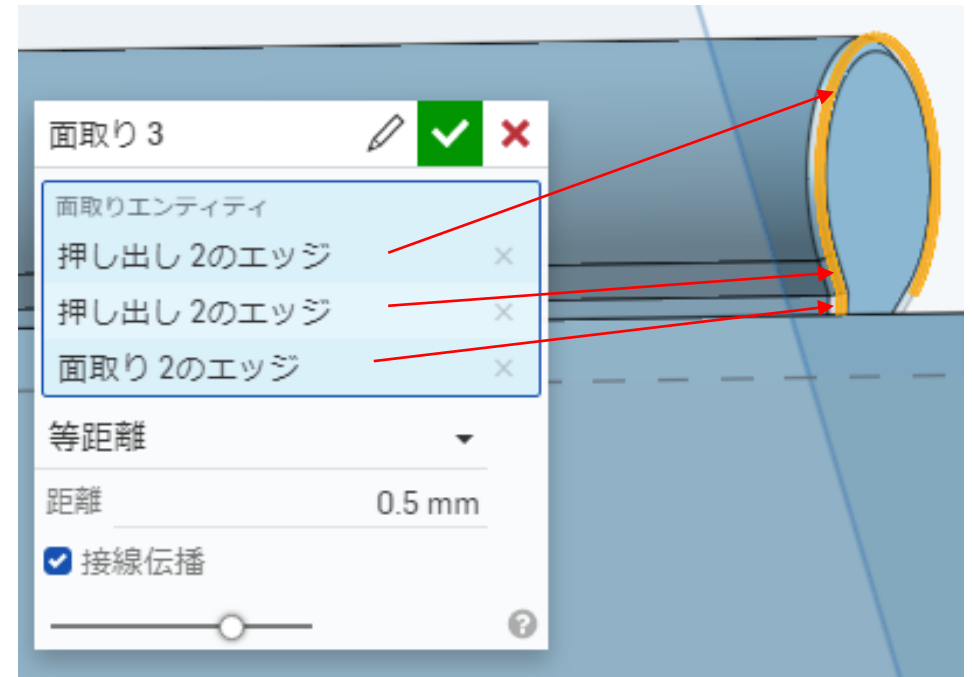 面取り 3
面取りエンティティ
押し出し 2のエッジ
押し出し 2のエッジ
面取り 2のエッジ
等距離
距離 0.5 mm
接線伝播